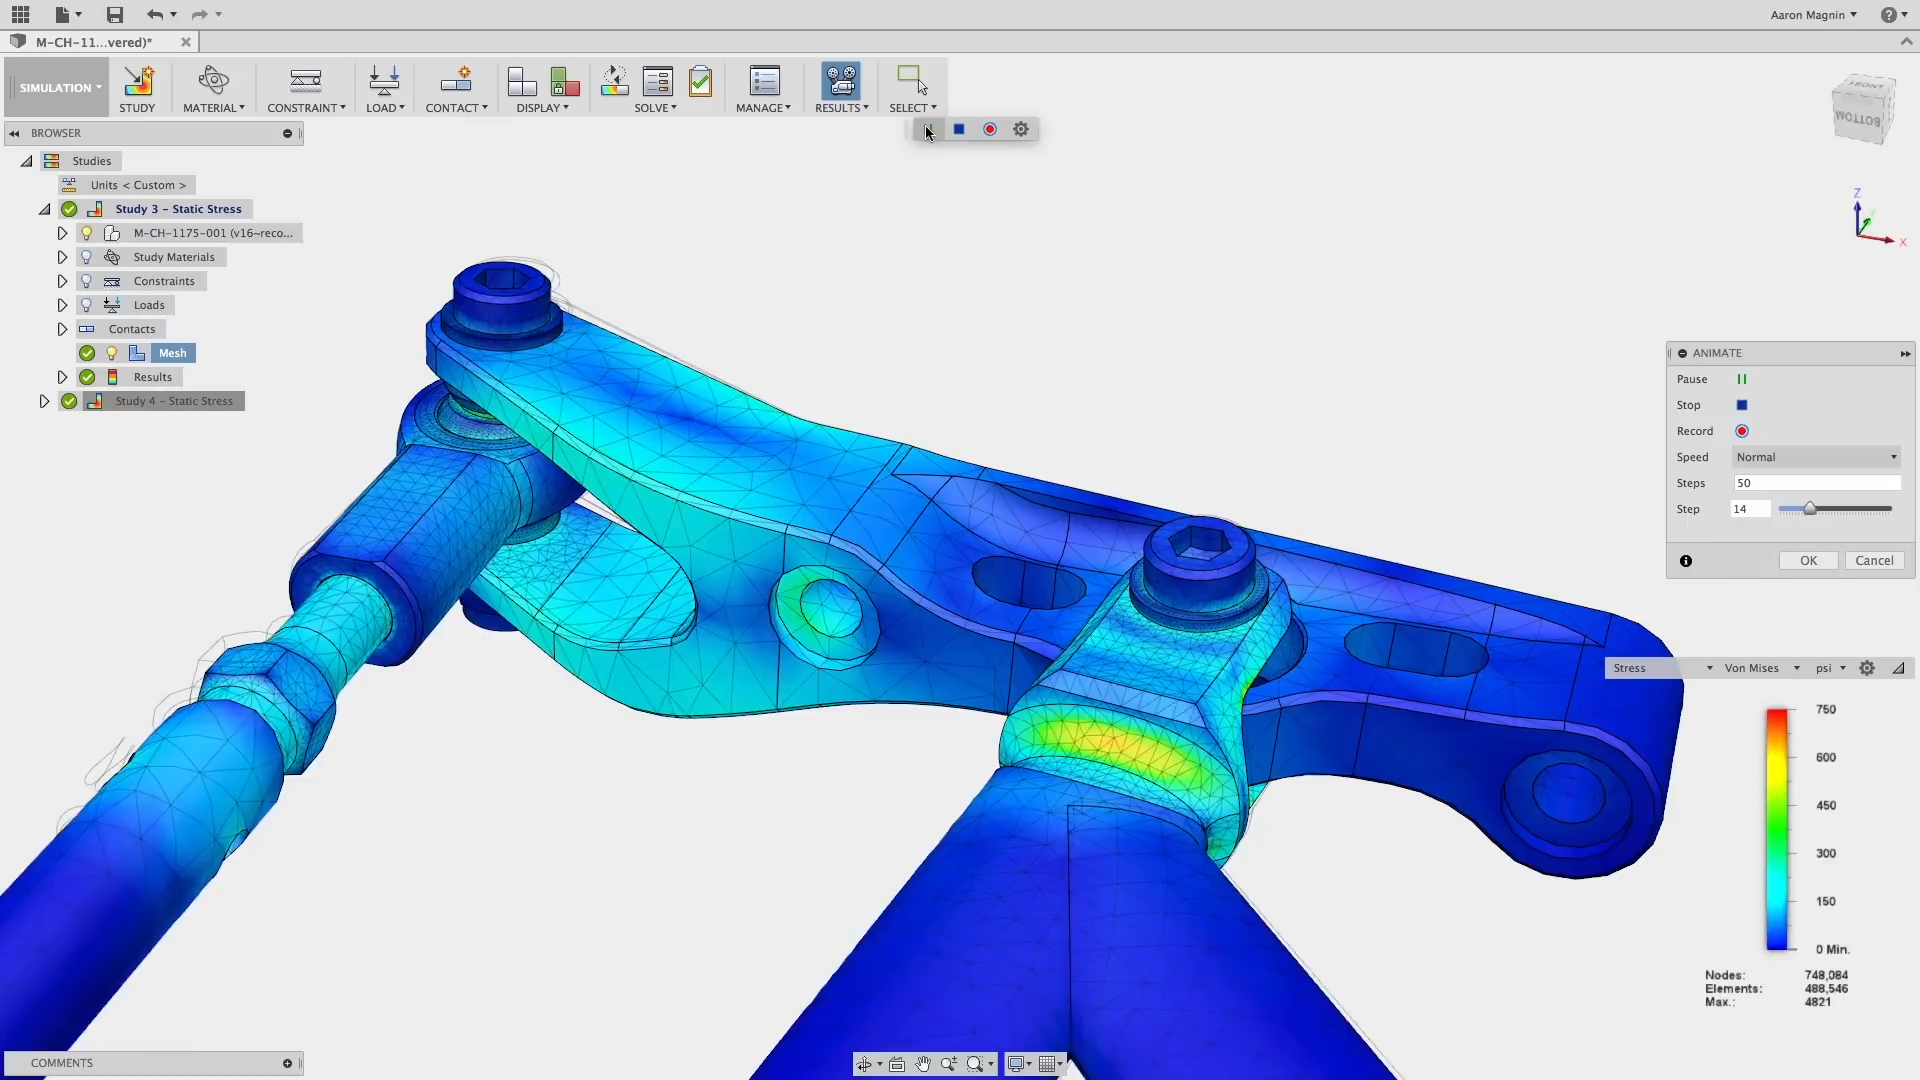 Aaron Magnin
M-CH-11...vered)*
SIMULATION
STUDY
MATERIAL
CONSTRAINT
LOAD
CONTACT
DISPLAY
SOLVE
MANAGE
RESULTS
SELECT
FRONT
BOTTOM
BROWSER
Studies
Units < Custom >
Study 3 - Static Stress
M-CH-1175-001 (v16~reco...
Study Materials
Constraints
Loads
Contacts
Mesh
Results
Study 4 - Static Stress
Z
X
ANIMATE
Pause
Stop
Record
Speed Normal
Steps 50
Step 14
OK Cancel
Stress Von Mises psi
750
600
450
300
150
0 Min.
Nodes: 748,084
Elements: 488,546
Max.: 4821
COMMENTS